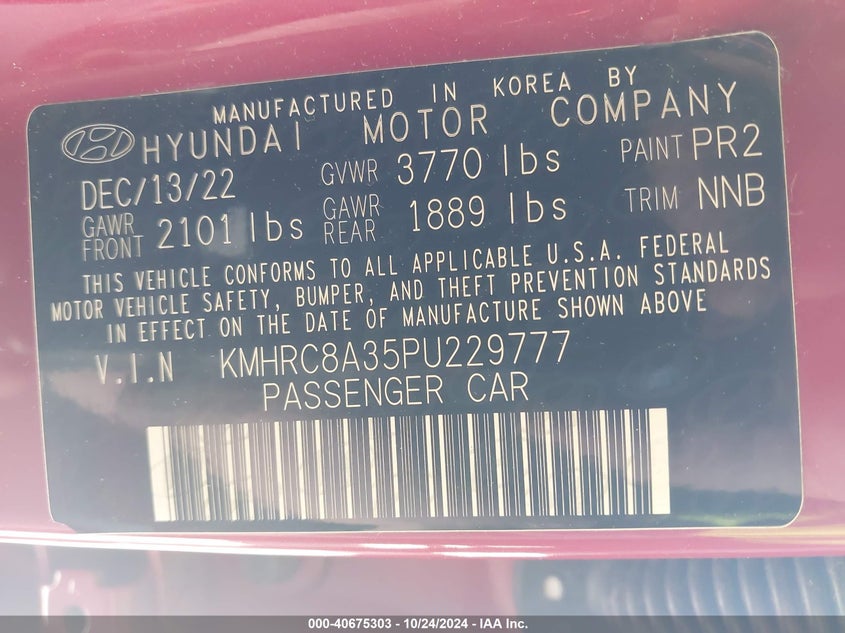 MANUFACTURED IN KOREA BY
HYUNDAI MOTOR COMPANY
DEC/13/22 GVWR 3770 lbs PAINT PR2
GAWR FRONT 2101 lbs GAWR REAR 1889 lbs TRIM NNB
THIS VEHICLE CONFORMS TO ALL APPLICABLE U.S.A. FEDERAL
MOTOR VEHICLE SAFETY, BUMPER, AND THEFT PREVENTION STANDARDS
IN EFFECT ON THE DATE OF MANUFACTURE SHOWN ABOVE
V.I.N KMHRC8A35PU229777
PASSENGER CAR
000-40675303 - 10/24/2024 - IAA Inc.